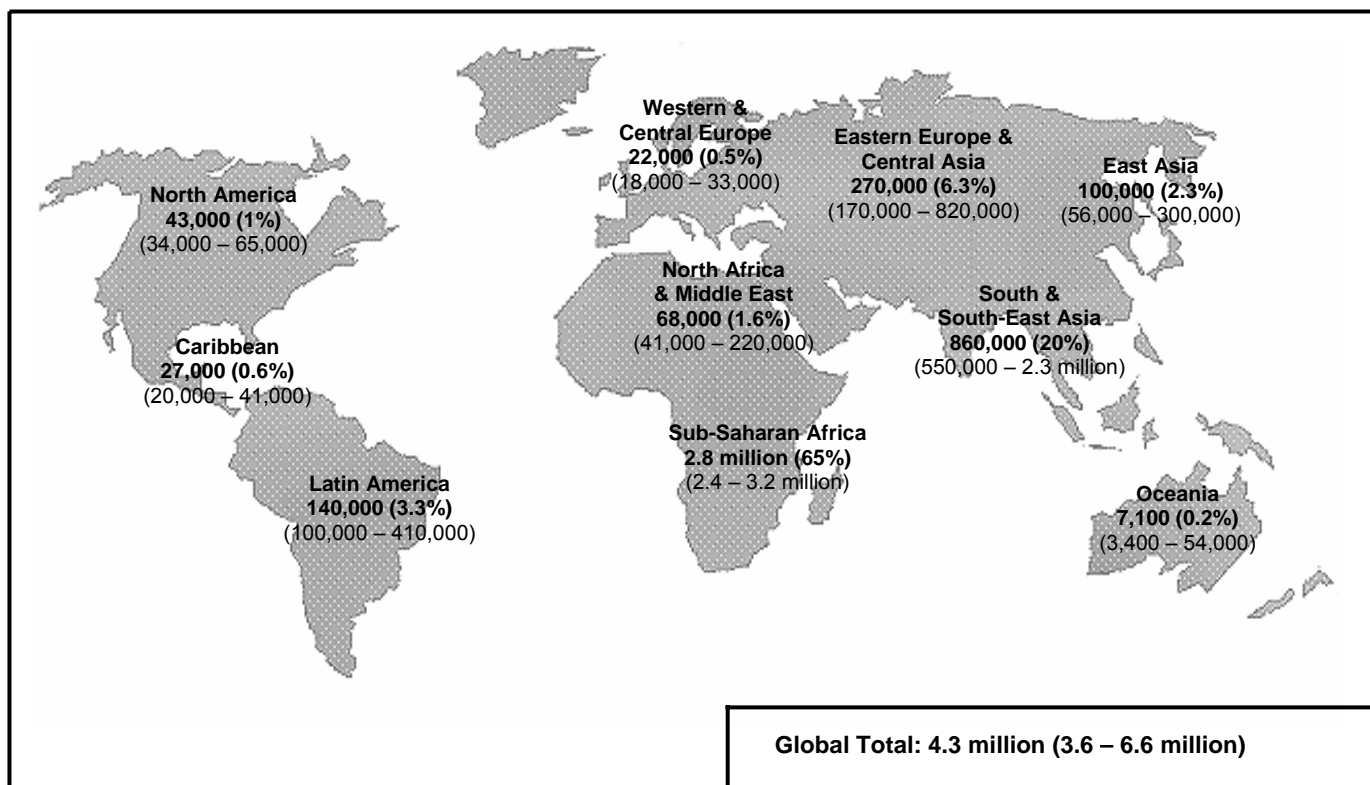 Western &
Central Europe
22,000 (0.5%)
(18,000 – 33,000)
Eastern Europe &
Central Asia
270,000 (6.3%)
(170,000 – 820,000)
East Asia
100,000 (2.3%)
(56,000 – 300,000)
North America
43,000 (1%)
(34,000 – 65,000)
North Africa
& Middle East
68,000 (1.6%)
(41,000 – 220,000)
South &
South-East Asia
860,000 (20%)
(550,000 – 2.3 million)
Caribbean
27,000 (0.6%)
(20,000 – 41,000)
Sub-Saharan Africa
2.8 million (65%)
(2.4 – 3.2 million)
Latin America
140,000 (3.3%)
(100,000 – 410,000)
Oceania
7,100 (0.2%)
(3,400 – 54,000)
Global Total: 4.3 million (3.6 – 6.6 million)